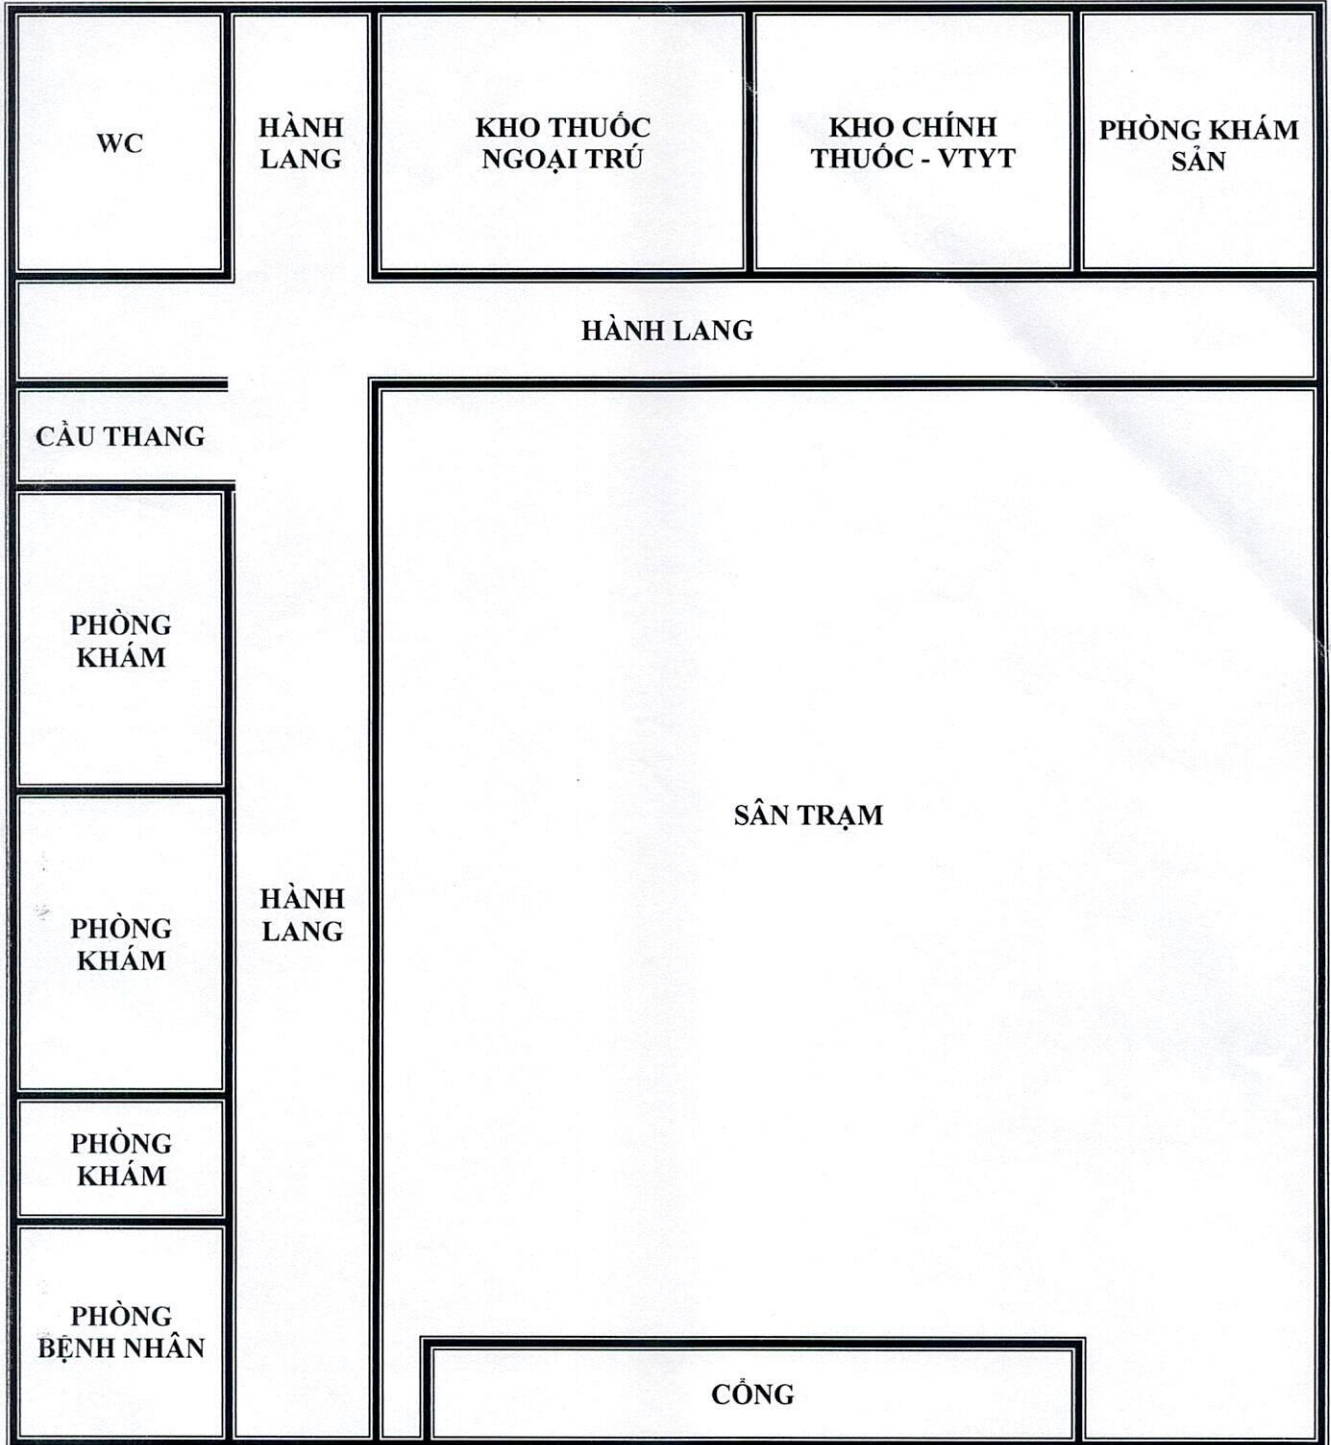 WC
HÀNH
LANG
KHO THUỐC
NGOẠI TRÚ
KHO CHÍNH
THUỐC - VTYT
PHÒNG KHÁM
SẢN
HÀNH LANG
CẦU THANG
PHÒNG
KHÁM
SÂN TRẠM
PHÒNG
KHÁM
HÀNH
LANG
PHÒNG
KHÁM
PHÒNG
BỆNH NHÂN
CỔNG